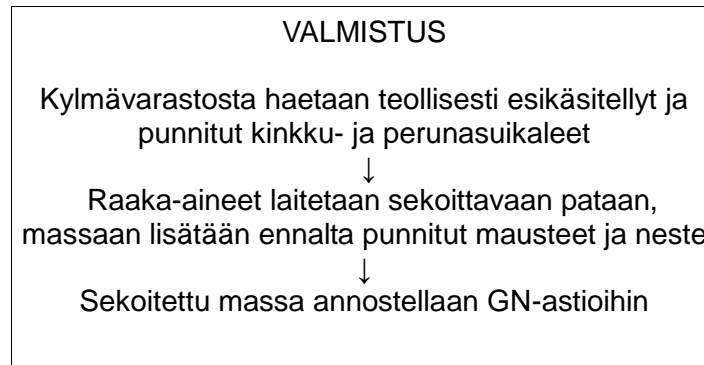 VALMISTUS
Kylmävarastosta haetaan teollisesti esikäsitellyt ja
punnitut kinkku- ja perunasuikaleet
↓
Raaka-aineet laitetaan sekoittavaan pataan,
massaan lisätään ennalta punnitut mausteet ja neste
↓
Sekoitettu massa annostellaan GN-astioihin